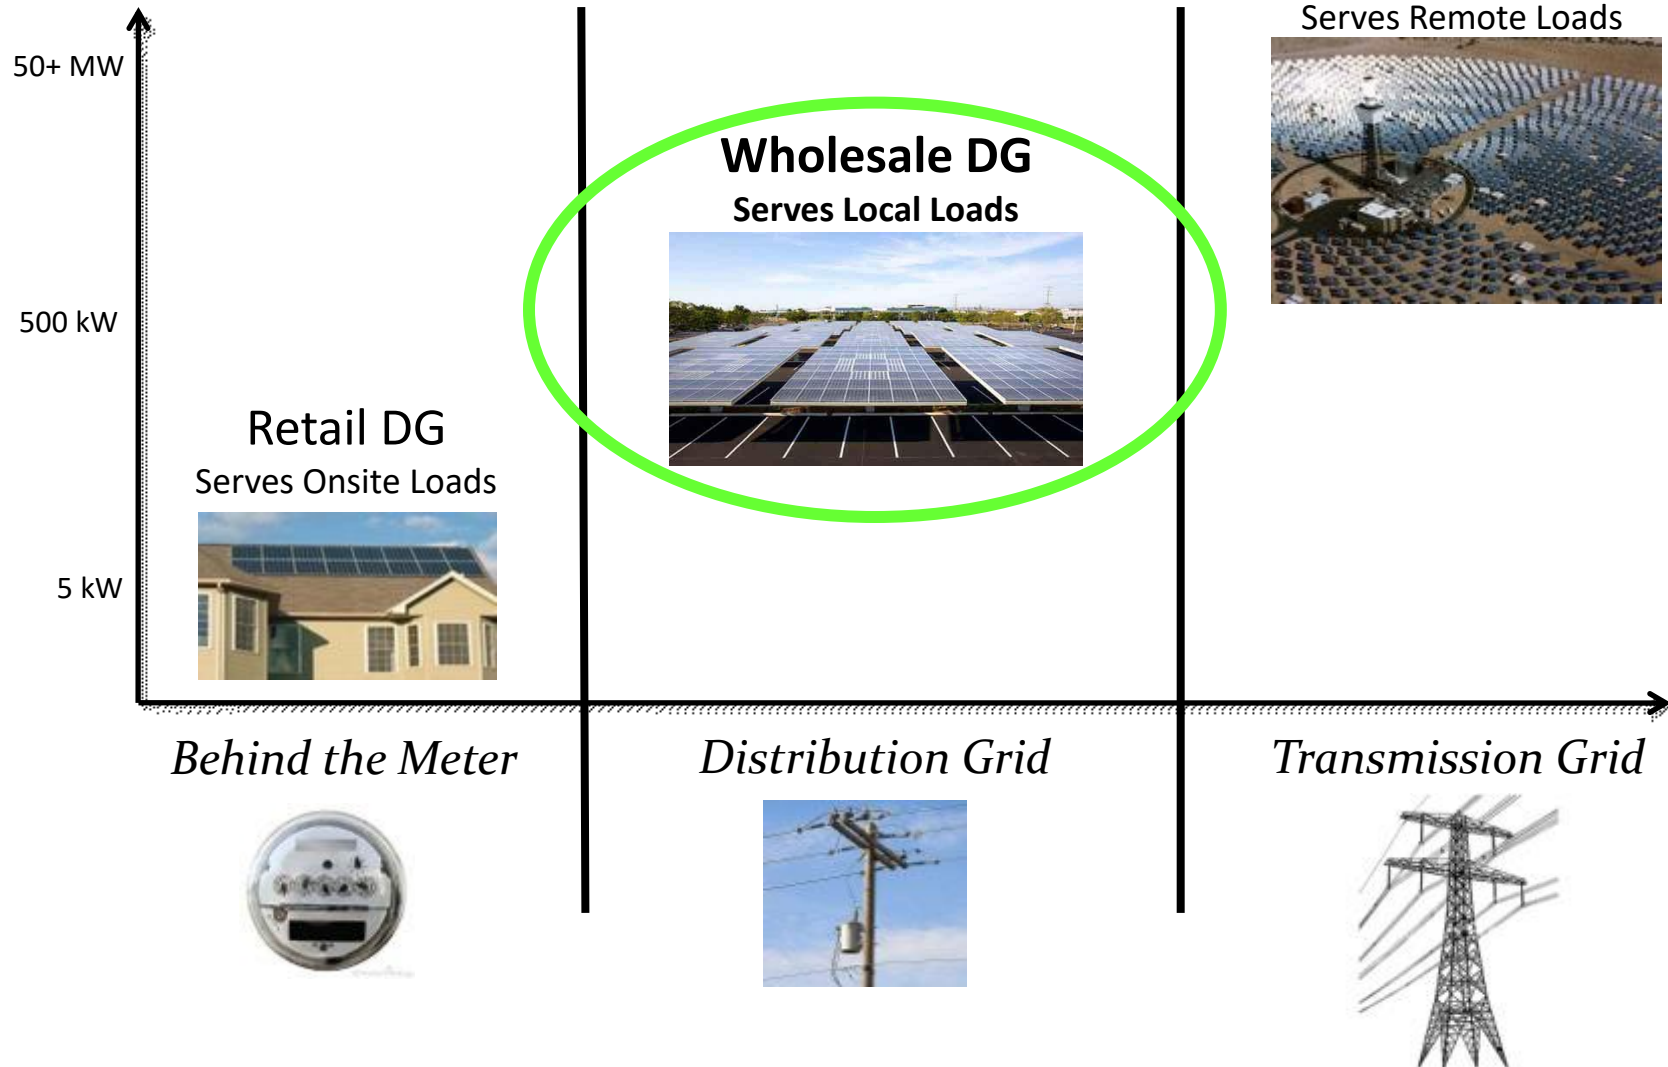 Serves Remote Loads
50+ MW
Wholesale DG
Serves Local Loads
500 kW
Retail DG
Serves Onsite Loads
5 kW
Behind the Meter
Distribution Grid
Transmission Grid